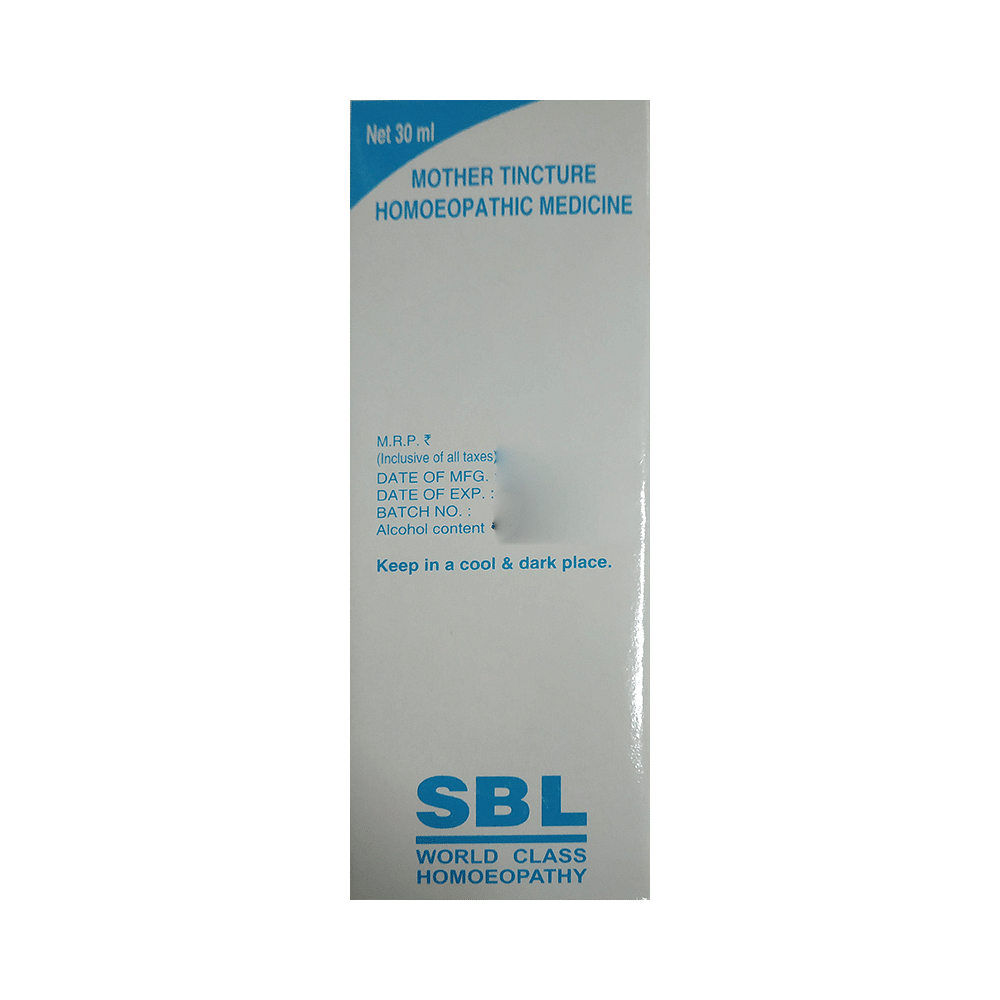 Net 30 ml
MOTHER TINCTURE
HOMOEOPATHIC MEDICINE
M.R.P. ₹
(Inclusive of all taxes)
DATE OF MFG. :
DATE OF EXP. :
BATCH NO. :
Alcohol content
Keep in a cool & dark place.
SBL
WORLD CLASS
HOMOEOPATHY